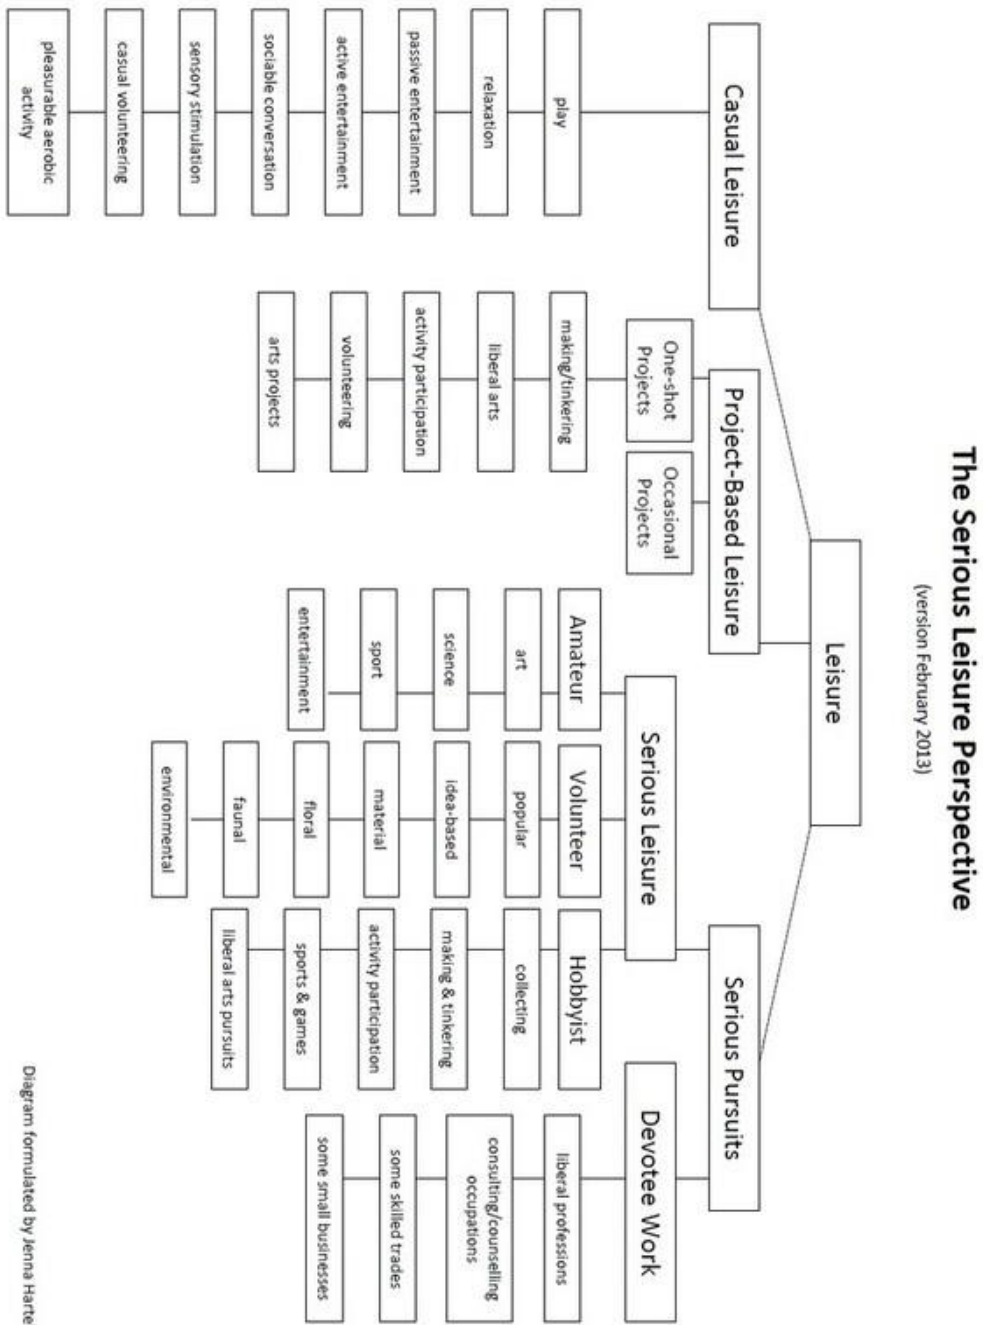 The Serious Leisure Perspective
(version February 2013)
Leisure
Casual Leisure
Project-Based Leisure
Serious Pursuits
One-shot
Projects
Occasional
Projects
Serious Leisure
Devotee Work
Amateur
Volunteer
Hobbyist
play
relaxation
passive entertainment
active entertainment
sociable conversation
sensory stimulation
casual volunteering
pleasurable aerobic
activity
making/tinkering
liberal arts
activity participation
volunteering
arts projects
art
science
sport
entertainment
popular
idea-based
material
floral
faunal
environmental
collecting
making & tinkering
activity participation
sports & games
liberal arts pursuits
liberal professions
consulting/counselling
occupations
some skilled trades
some small businesses
Diagram formulated by Jenna Harte